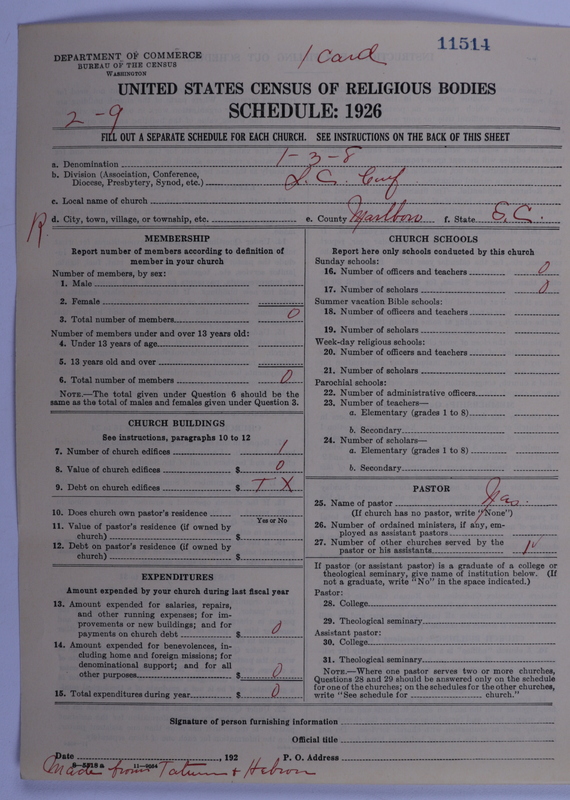 11514
DEPARTMENT OF COMMERCE
BUREAU OF THE CENSUS
WASHINGTON
1 Card
UNITED STATES CENSUS OF RELIGIOUS BODIES
2-9
SCHEDULE: 1926
FILL OUT A SEPARATE SCHEDULE FOR EACH CHURCH. SEE INSTRUCTIONS ON THE BACK OF THIS SHEET
a. Denomination 1-3-8
b. Division (Association, Conference,
Diocese, Presbytery, Synod, etc.) S.C. Conf
c. Local name of church
R d. City, town, village, or township, etc. e. County Marlboro f. State S.C.
MEMBERSHIP
Report number of members according to definition of
member in your church
Number of members, by sex:
1. Male
2. Female
3. Total number of members 0
Number of members under and over 13 years old:
4. Under 13 years of age
5. 13 years old and over
6. Total number of members 0
NOTE.—The total given under Question 6 should be the
same as the total of males and females given under Question 3.
CHURCH BUILDINGS
See instructions, paragraphs 10 to 12
7. Number of church edifices 1
8. Value of church edifices $ 0
9. Debt on church edifices $ T X
10. Does church own pastor's residence
Yes or No
11. Value of pastor's residence (if owned by
church) $
12. Debt on pastor's residence (if owned by
church) $
EXPENDITURES
Amount expended by your church during last fiscal year
13. Amount expended for salaries, repairs,
and other running expenses; for im-
provements or new buildings; and for
payments on church debt $ 0
14. Amount expended for benevolences, in-
cluding home and foreign missions; for
denominational support; and for all
other purposes $ 0
15. Total expenditures during year $ 0
CHURCH SCHOOLS
Report here only schools conducted by this church
Sunday schools:
16. Number of officers and teachers 0
17. Number of scholars 0
Summer vacation Bible schools:
18. Number of officers and teachers
19. Number of scholars
Week-day religious schools:
20. Number of officers and teachers
21. Number of scholars
Parochial schools:
22. Number of administrative officers
23. Number of teachers—
a. Elementary (grades 1 to 8)
b. Secondary
24. Number of scholars—
a. Elementary (grades 1 to 8)
b. Secondary
PASTOR
25. Name of pastor
(If church has no pastor, write "None")
26. Number of ordained ministers, if any, em-
ployed as assistant pastors
27. Number of other churches served by the
pastor or his assistants
If pastor (or assistant pastor) is a graduate of a college or
theological seminary, give name of institution below. (If
not a graduate, write "No" in the space indicated.)
Pastor:
28. College
29. Theological seminary
Assistant pastor:
30. College
31. Theological seminary
NOTE.—Where one pastor serves two or more churches,
Questions 28 and 29 should be answered only on the schedule
for one of the churches; on the schedules for the other churches,
write "See schedule for church."
Signature of person furnishing information
Official title
Date , 192 P. O. Address
8-5518 a 11-9024
Made from Tatum + Hebron